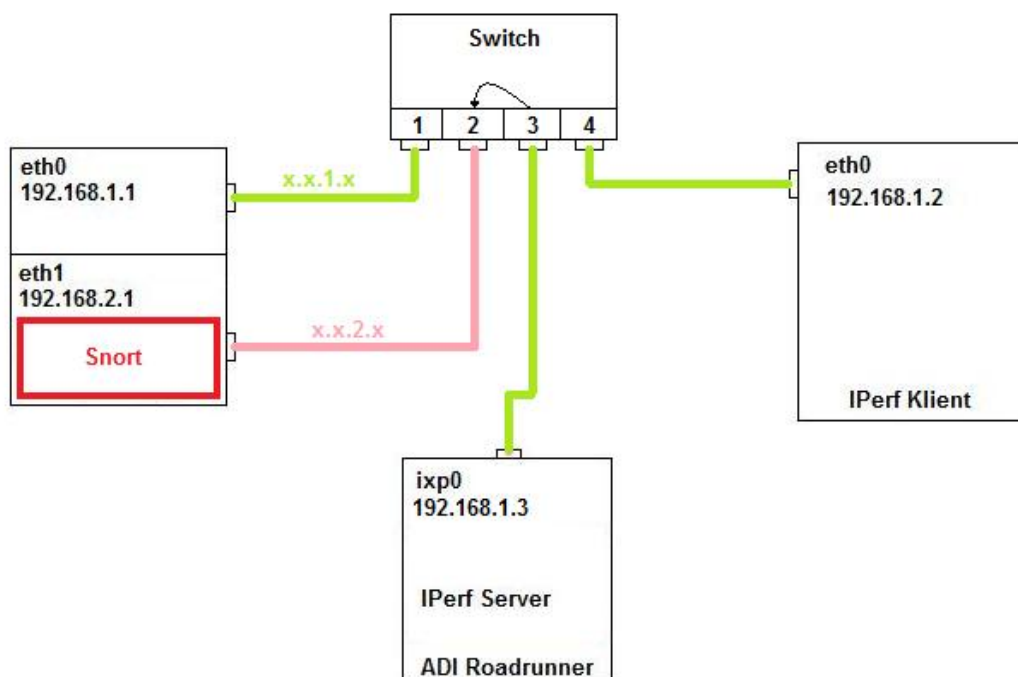 Switch
1 2 3 4
eth0
192.168.1.1
x.x.1.x
eth1
192.168.2.1
Snort
x.x.2.x
eth0
192.168.1.2
IPerf Klient
ixp0
192.168.1.3
IPerf Server
ADI Roadrunner